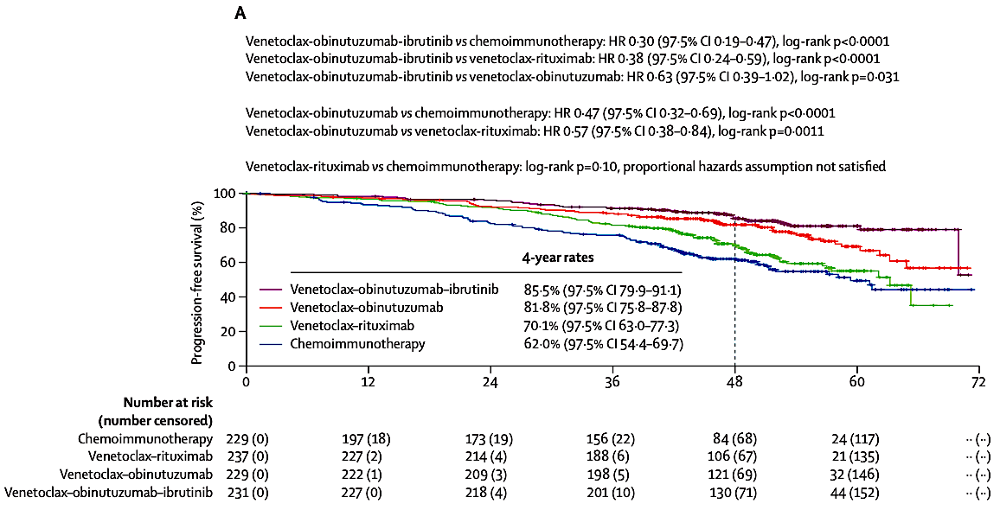 A
Venetoclax-obinutuzumab-ibrutinib vs chemoimmunotherapy: HR 0·30 (97·5% CI 0·19–0·47), log-rank p<0·0001
Venetoclax-obinutuzumab-ibrutinib vs venetoclax-rituximab: HR 0·38 (97·5% CI 0·24–0·59), log-rank p<0·0001
Venetoclax-obinutuzumab-ibrutinib vs venetoclax-obinutuzumab: HR 0·63 (97·5% CI 0·39–1·02), log-rank p=0·031
Venetoclax-obinutuzumab vs chemoimmunotherapy: HR 0·47 (97·5% CI 0·32–0·69), log-rank p<0·0001
Venetoclax-obinutuzumab vs venetoclax-rituximab: HR 0·57 (97·5% CI 0·38–0·84), log-rank p=0·0011
Venetoclax-rituximab vs chemoimmunotherapy: log-rank p=0·10, proportional hazards assumption not satisfied
Progression-free survival (%)
100
80
60
40
20
0
4-year rates
Venetoclax-obinutuzumab–ibrutinib 85·5% (97·5% CI 79·9–91·1)
Venetoclax-obinutuzumab 81·8% (97·5% CI 75·8–87·8)
Venetoclax–rituximab 70·1% (97·5% CI 63·0–77·3)
Chemoimmunotherapy 62·0% (97·5% CI 54·4–69·7)
0 12 24 36 48 60 72
Number at risk
(number censored)
Chemoimmunotherapy 229 (0) 197 (18) 173 (19) 156 (22) 84 (68) 24 (117) ·· (··)
Venetoclax–rituximab 237 (0) 227 (2) 214 (4) 188 (6) 106 (67) 21 (135) ·· (··)
Venetoclax–obinutuzumab 229 (0) 222 (1) 209 (3) 198 (5) 121 (69) 32 (146) ·· (··)
Venetoclax–obinutuzumab-ibrutinib 231 (0) 227 (0) 218 (4) 201 (10) 130 (71) 44 (152) ·· (··)